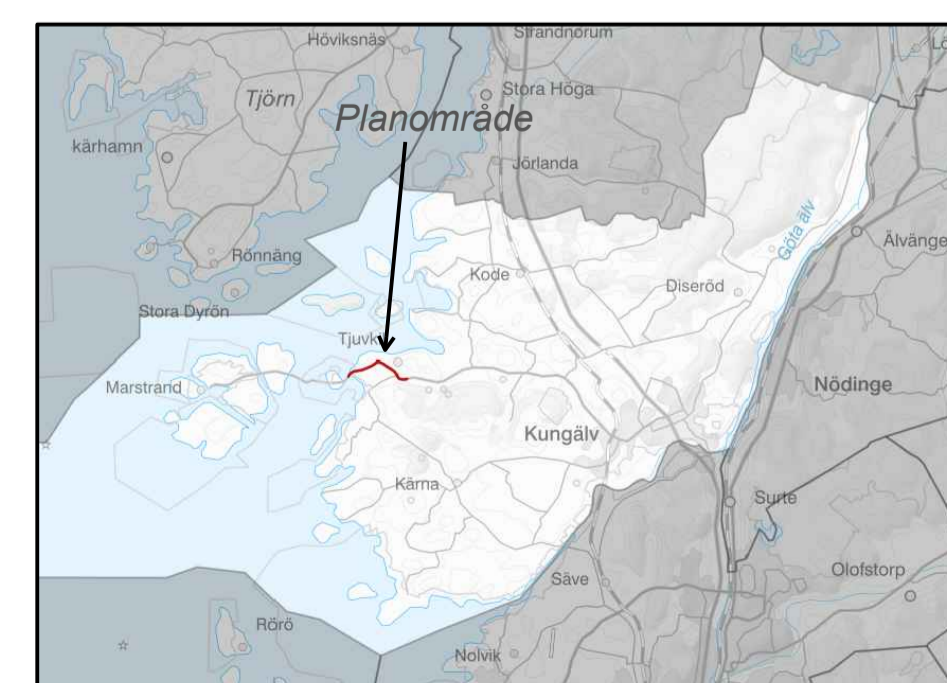 Höviksnäs
Strandnorum
Tjörn
Stora Höga
Planområde
kärhamn
Jörlanda
Göta älv
Älvänge
Rönnäng
Kode
Diseröd
Stora Dyrön
Tjuvk
Marstrand
Nödinge
Kungälv
Kärna
Surte
Säve
Olofstorp
Rörö
Nolvik